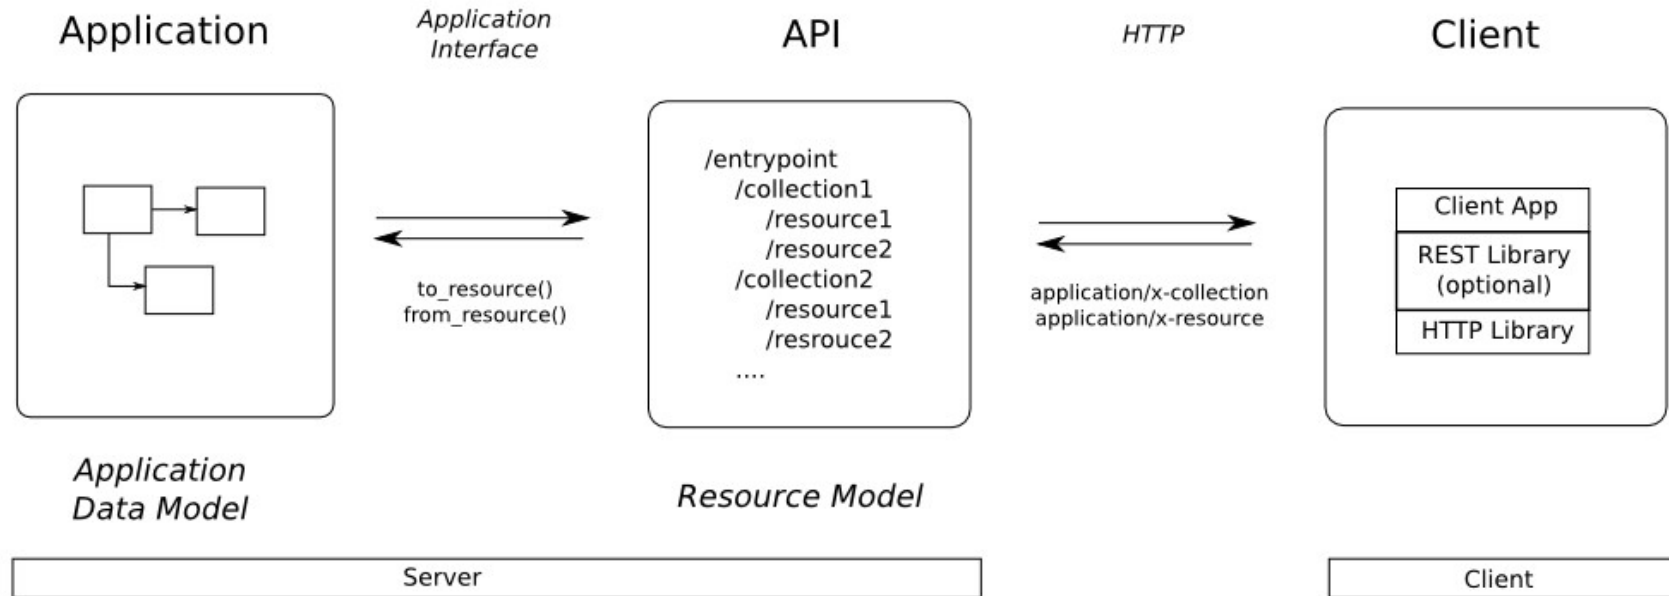 Application
Application
Interface
API
HTTP
Client
/entrypoint
/collection1
/resource1
/resource2
/collection2
/resource1
/resrouce2
....
to_resource()
from_resource()
application/x-collection
application/x-resource
Client App
REST Library
(optional)
HTTP Library
Application
Data Model
Resource Model
Server
Client